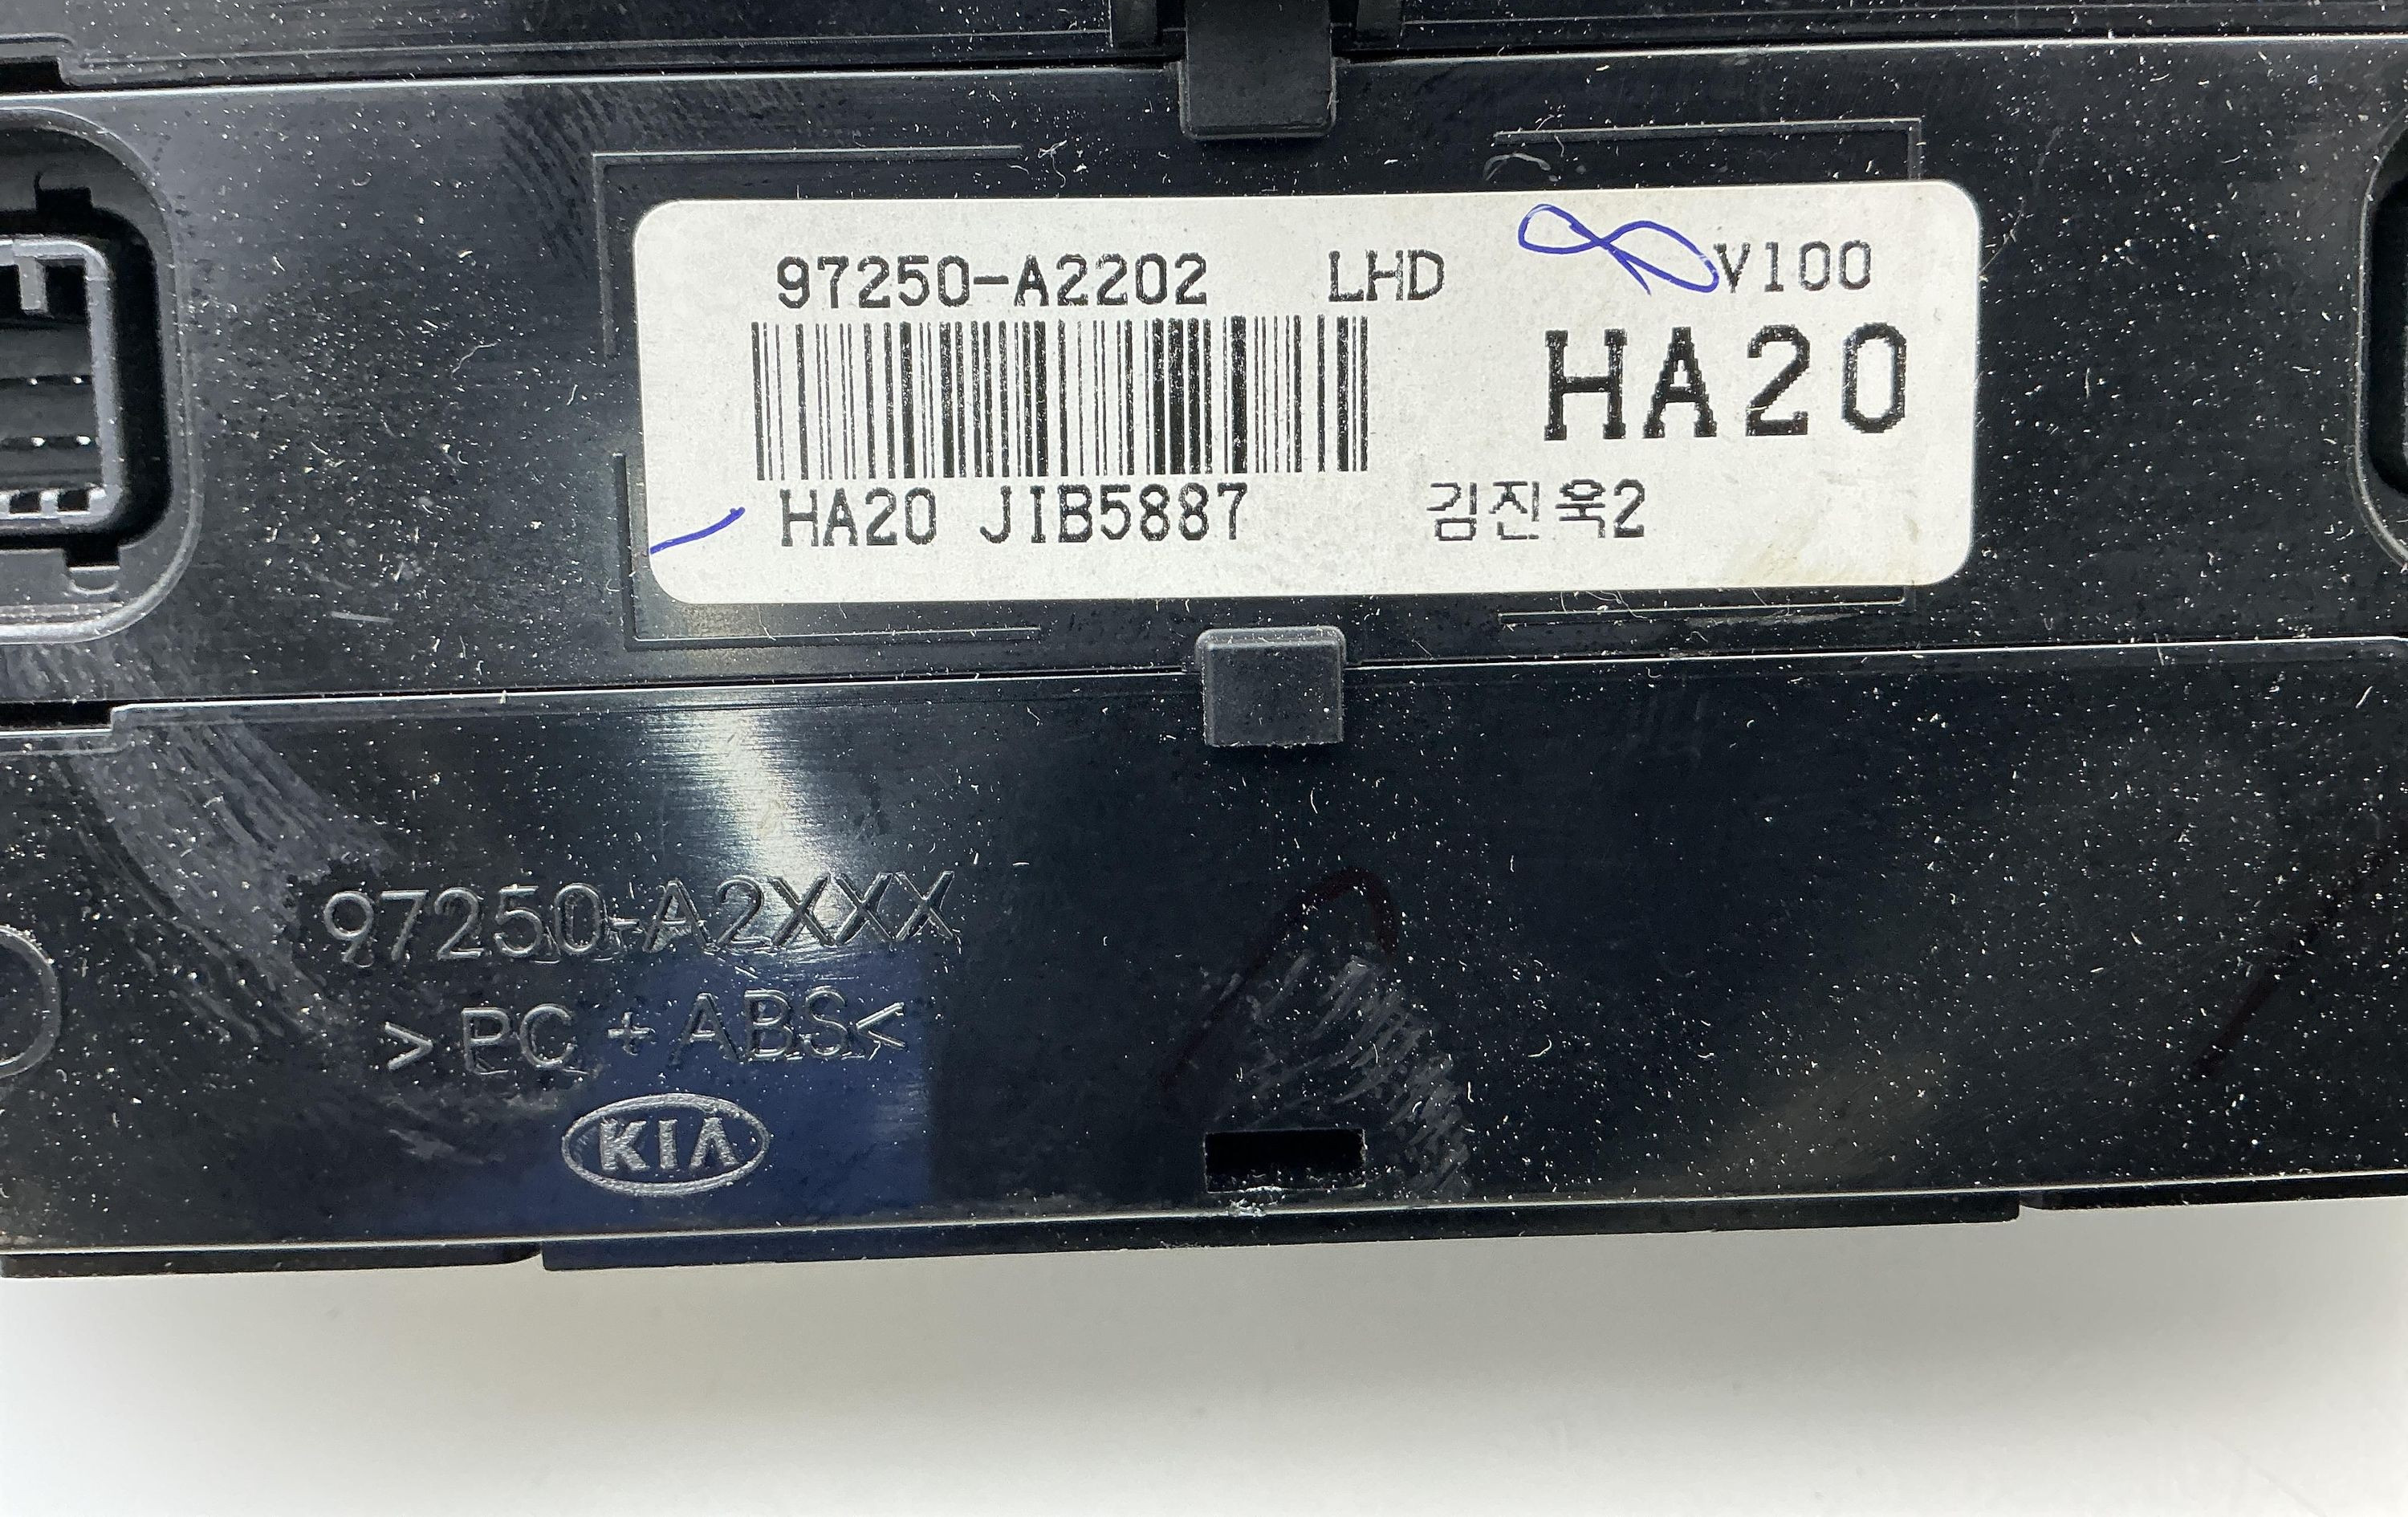 97250-A2202 LHD V100
HA20
HA20 JIB5887 김진욱2
97250-A2XXX
>PC+ABS<
KIA